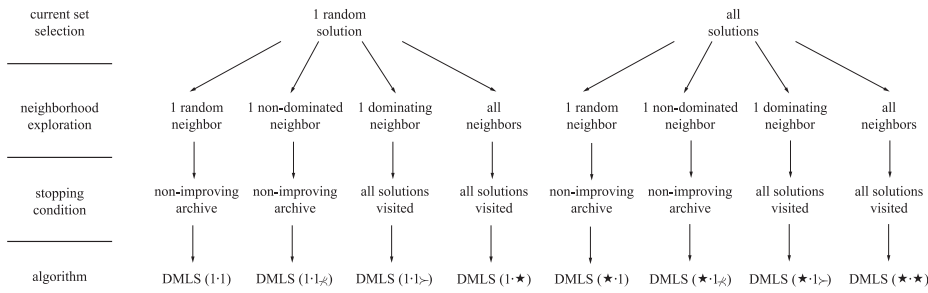 current set
selection
1 random
solution
all
solutions
neighborhood
exploration
1 random
neighbor
1 non-dominated
neighbor
1 dominating
neighbor
all
neighbors
1 random
neighbor
1 non-dominated
neighbor
1 dominating
neighbor
all
neighbors
stopping
condition
non-improving
archive
non-improving
archive
all solutions
visited
all solutions
visited
non-improving
archive
non-improving
archive
all solutions
visited
all solutions
visited
algorithm
DMLS (1·1)
DMLS (1·1⊀)
DMLS (1·1≻)
DMLS (1·★)
DMLS (★·1)
DMLS (★·1⊀)
DMLS (★·1≻)
DMLS (★·★)